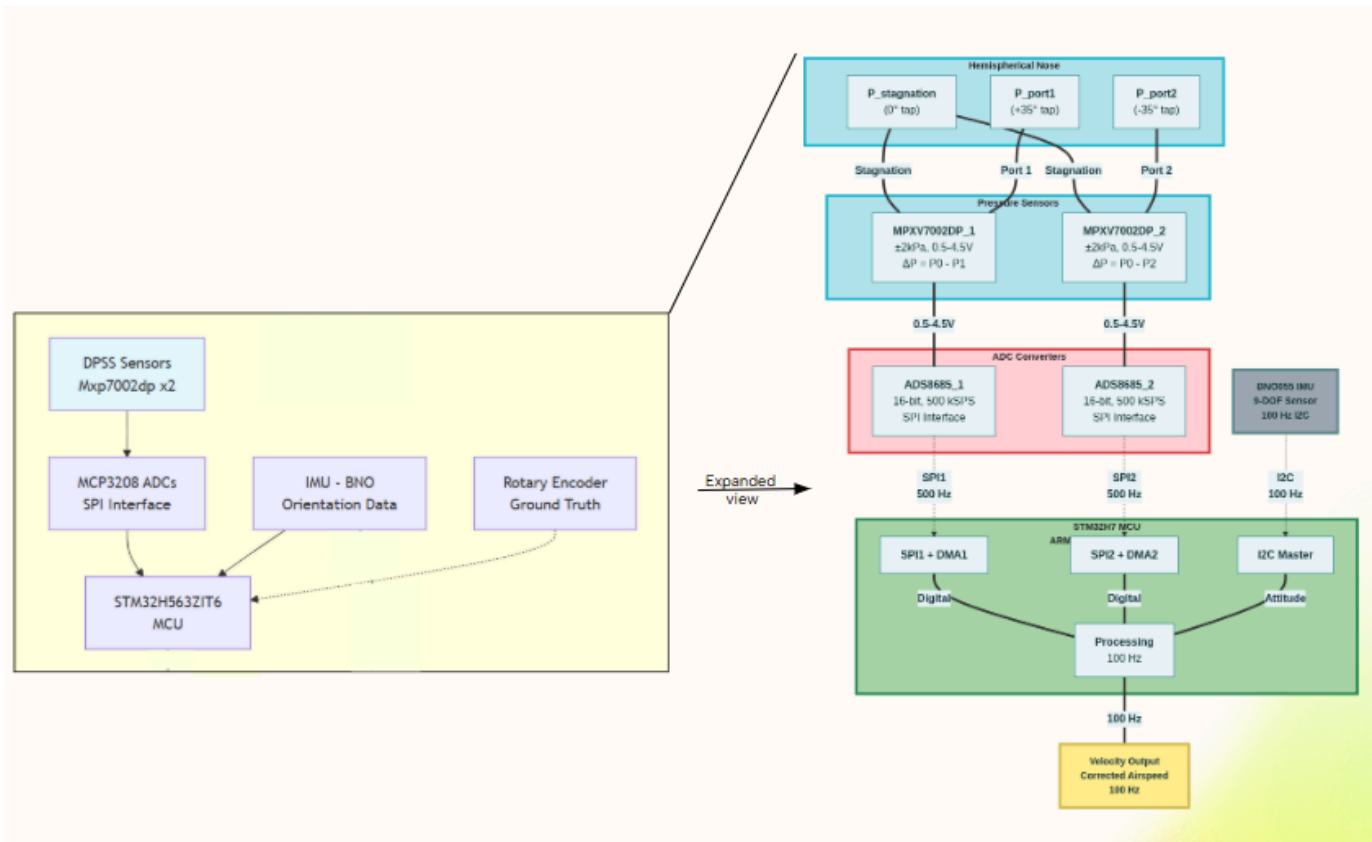 DPSS Sensors
Mxp7002dp x2
MCP3208 ADCs
SPI Interface
IMU - BNO
Orientation Data
Rotary Encoder
Ground Truth
STM32H563ZIT6
MCU
Expanded
view
Hemispherical Nose
P_stagnation
(0° tap)
P_port1
(+35° tap)
P_port2
(-35° tap)
Stagnation
Port 1
Stagnation
Port 2
Pressure Sensors
MPXV7002DP_1
±2kPa, 0.5-4.5V
ΔP = P0 - P1
MPXV7002DP_2
±2kPa, 0.5-4.5V
ΔP = P0 - P2
0.5-4.5V
0.5-4.5V
ADC Converters
ADS8685_1
16-bit, 500 kSPS
SPI Interface
ADS8685_2
16-bit, 500 kSPS
SPI Interface
BNO055 IMU
9-DOF Sensor
100 Hz I2C
SPI1
500 Hz
SPI2
500 Hz
I2C
100 Hz
STM32H7 MCU
ARM
SPI1 + DMA1
SPI2 + DMA2
I2C Master
Digital
Digital
Attitude
Processing
100 Hz
100 Hz
Velocity Output
Corrected Airspeed
100 Hz